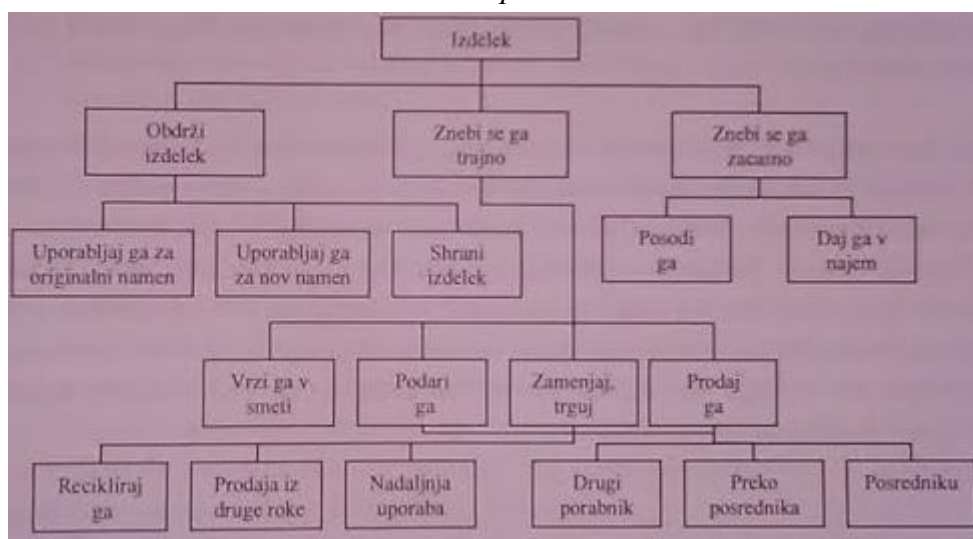 Izdelek
Obdrži
izdelek
Znebi se ga
trajno
Znebi se ga
začasno
Uporabljaj ga za
originalni namen
Uporabljaj ga
za nov namen
Shrani
izdelek
Posodi
ga
Daj ga v
najem
Vrzi ga v
smeti
Podari
ga
Zamenjaj,
trguj
Prodaj
ga
Recikliraj
ga
Prodaja iz
druge roke
Nadaljnja
uporaba
Drugi
porabnik
Preko
posrednika
Posredniku